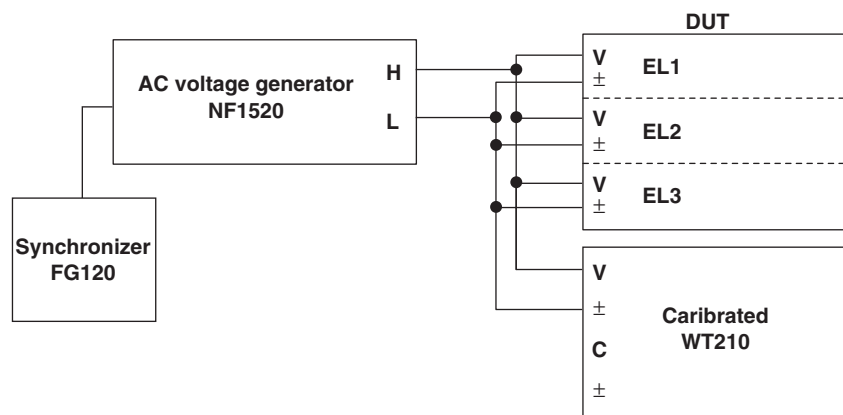 DUT
AC voltage generator
NF1520
H
L
Synchronizer
FG120
V
±
EL1
V
±
EL2
V
±
EL3
V
±
C
±
Caribrated
WT210